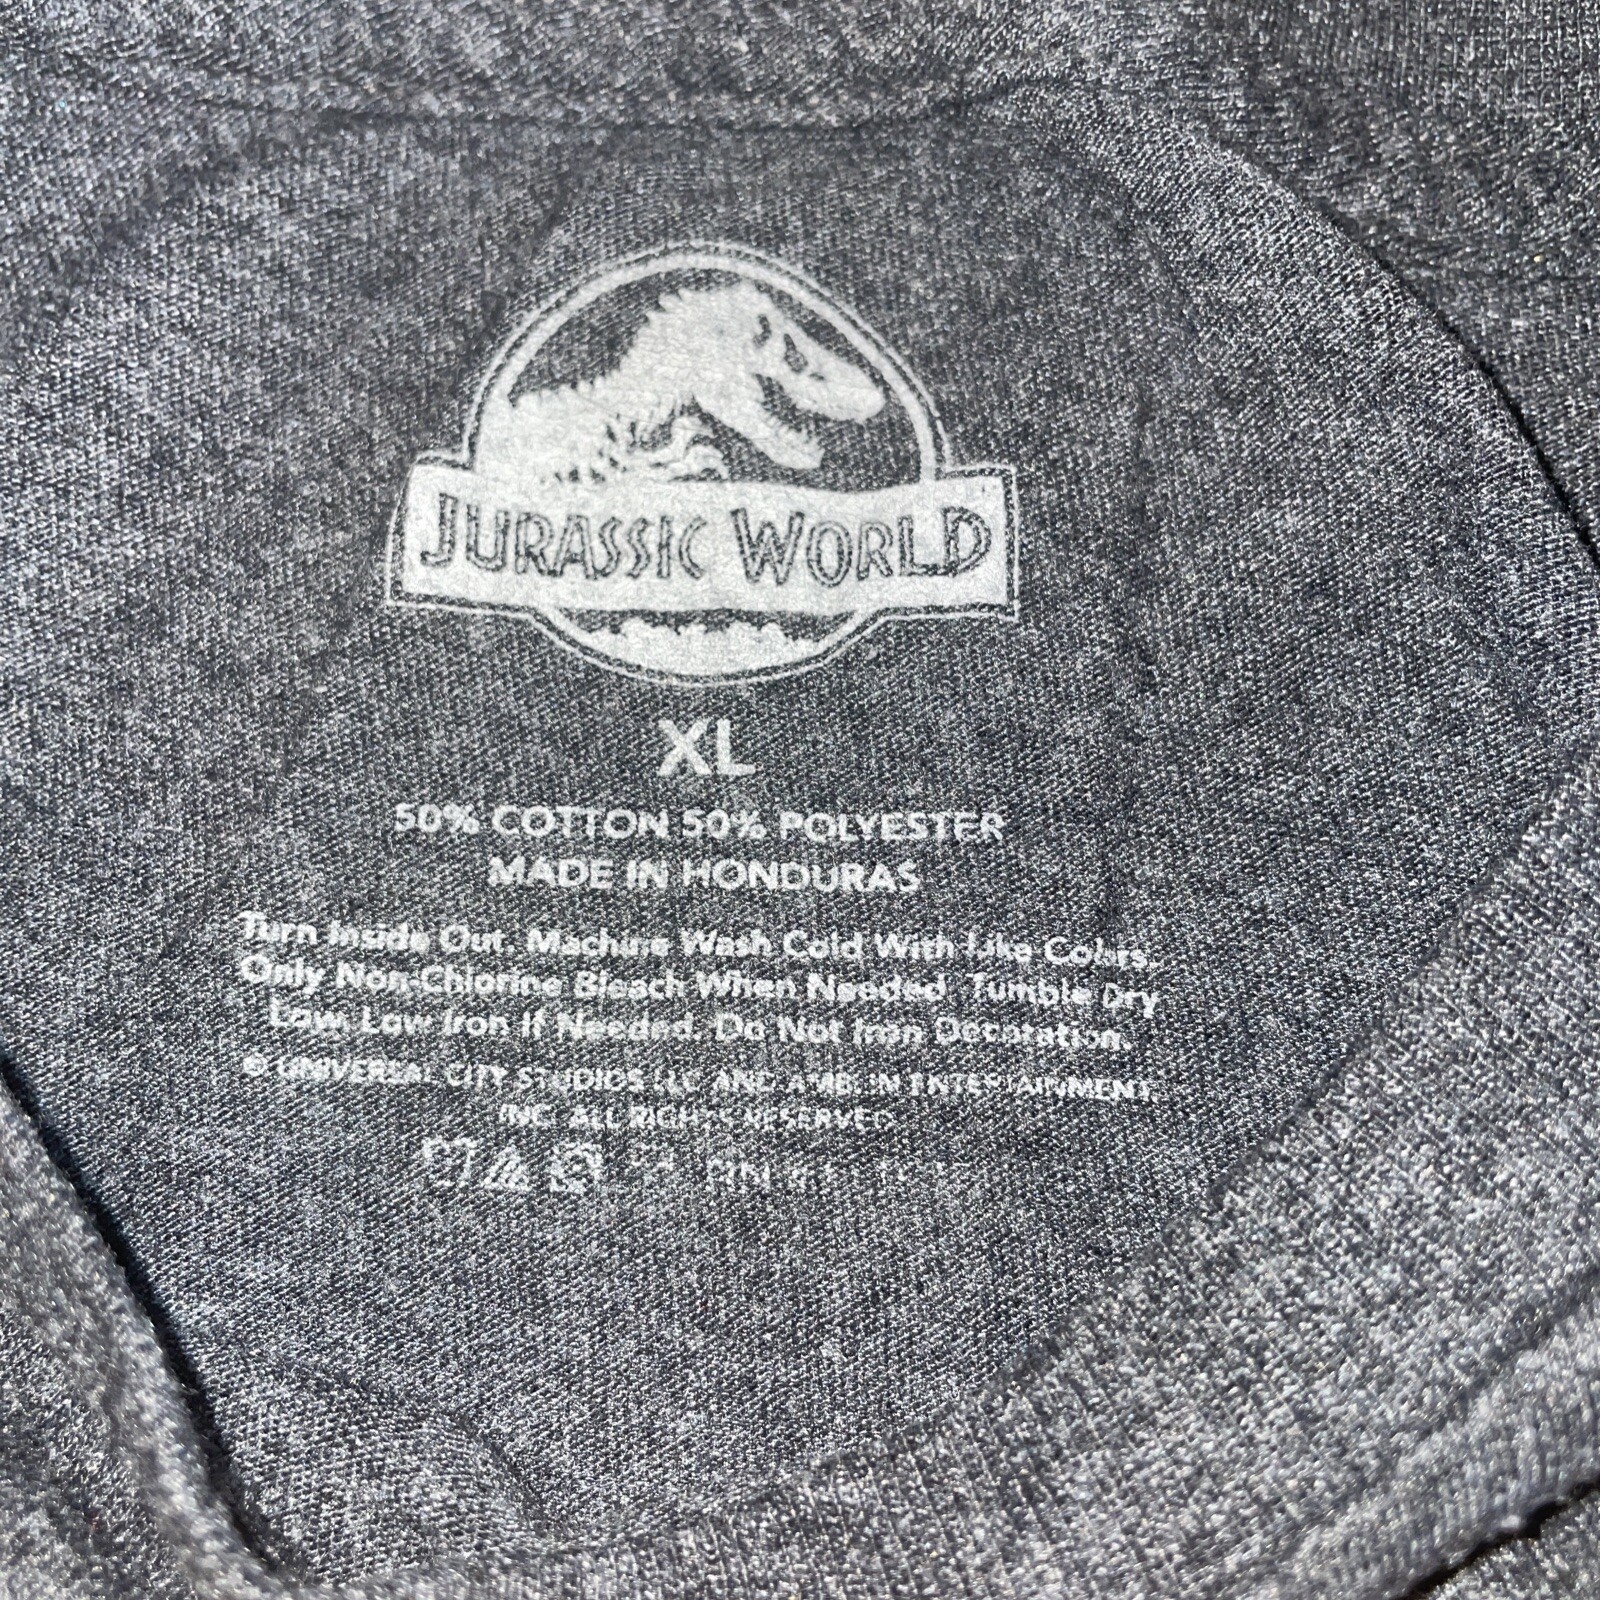 JURASSIC WORLD
XL
50% COTTON 50% POLYESTER
MADE IN HONDURAS
Turn Inside Out. Machine Wash Cold With Like Colors.
Only Non-Chlorine Bleach When Needed. Tumble Dry
Low. Low Iron If Needed. Do Not Iron Decoration.
© UNIVERSAL CITY STUDIOS LLC AND AMBLIN ENTERTAINMENT,
INC. ALL RIGHTS RESERVED.